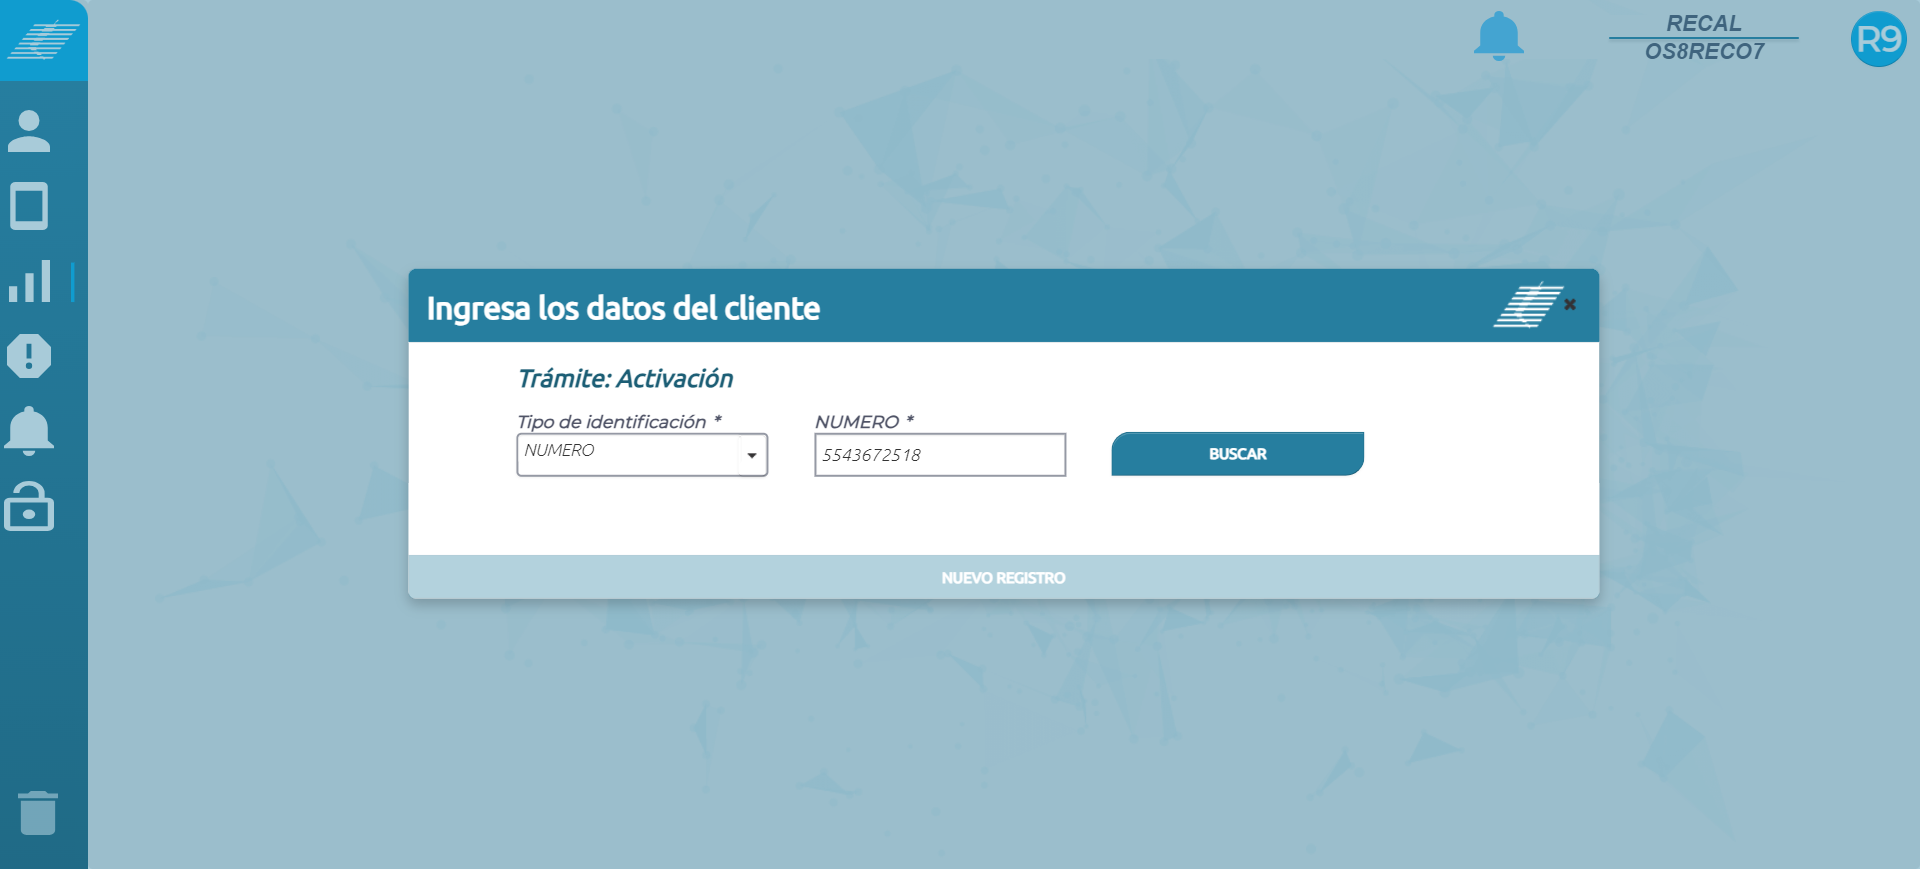 RECAL
OS8RECO7
R9
Ingresa los datos del cliente
Trámite: Activación
Tipo de identificación *
NUMERO *
NUMERO
5543672518
BUSCAR
NUEVO REGISTRO